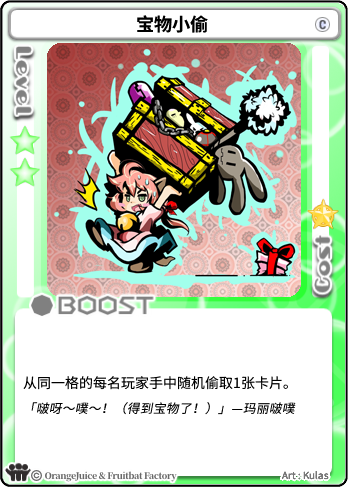 宝物小偷
C
Level
Cost
BOOST
从同一格的每名玩家手中随机偷取1张卡片。
「啵呀～噗～！（得到宝物了！）」—玛丽啵噗
© OrangeJuice & Fruitbat Factory
Art.: Kulas